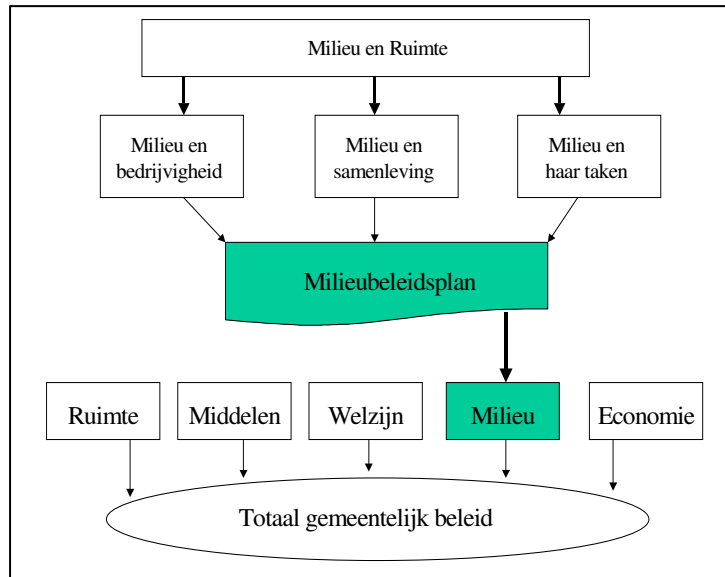 Milieu en Ruimte
Milieu en
bedrijvigheid
Milieu en
samenleving
Milieu en
haar taken
Milieubeleidsplan
Ruimte
Middelen
Welzijn
Milieu
Economie
Totaal gemeentelijk beleid